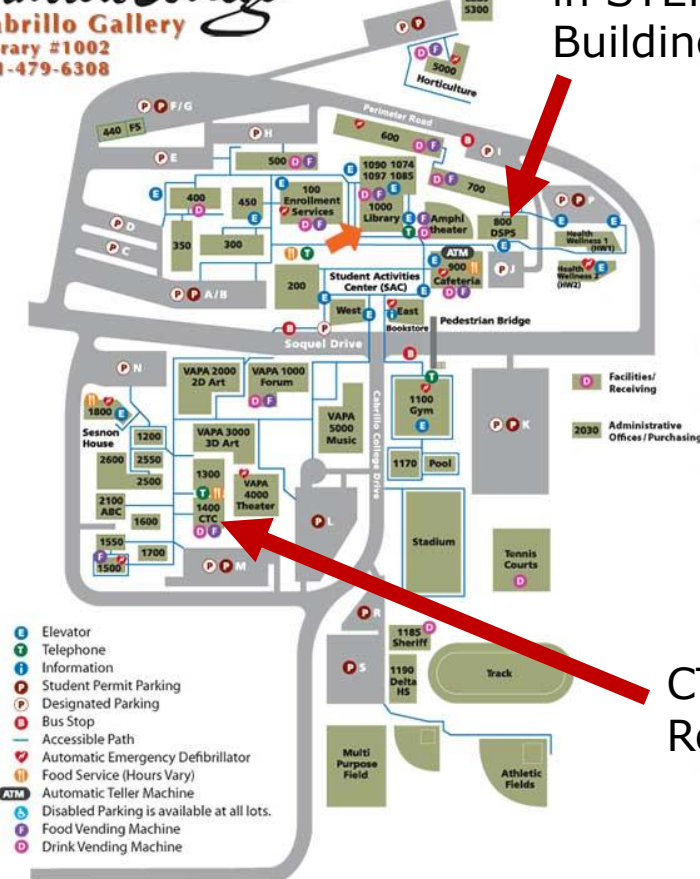 Cabrillo Gallery
#1002
479-6308
in STEM
5300
5000
Horticulture
Building
P P
P P F/G
440 FS
P H
Perimeter Road
600
B
P I
P E
500 D F
1090 1074
1097 1085
D F
700
P P P
400
D
450
100
Enrollment
Services
D F
1000
Library
Amphi
theater
800
DSPS
Health
Wellness 1
(HW1)
P D
P C
350
300
ATM
900
Cafeteria
D F
P J
Health
Wellness 2
(HW2)
P P A/B
200
Student Activities
Center (SAC)
West
East
Bookstore
Pedestrian Bridge
B
P
Soquel Drive
B
P N
VAPA 2000
2D Art
VAPA 1000
Forum
D F
Cabrillo College Drive
1100
Gym
E
P P K
D Facilities/
Receiving
2030 Administrative
Offices/Purchasing
1800 E
Sesnon
House
1200
2600
2550
2500
VAPA 3000
3D Art
VAPA
5000
Music
1170
Pool
1300
T
1400
CTC
D F
VAPA
4000
Theater
2100
ABC
1600
1550
F
1500
1700
P P M
P L
Stadium
Tennis
Courts
D
P R
1185 D
Sheriff
P S
1190
Delta
HS
Track
Multi
Purpose
Field
Athletic
Fields
E Elevator
T Telephone
i Information
P Student Permit Parking
P Designated Parking
B Bus Stop
Accessible Path
Automatic Emergency Defibrillator
Food Service (Hours Vary)
ATM Automatic Teller Machine
Disabled Parking is available at all lots.
F Food Vending Machine
D Drink Vending Machine